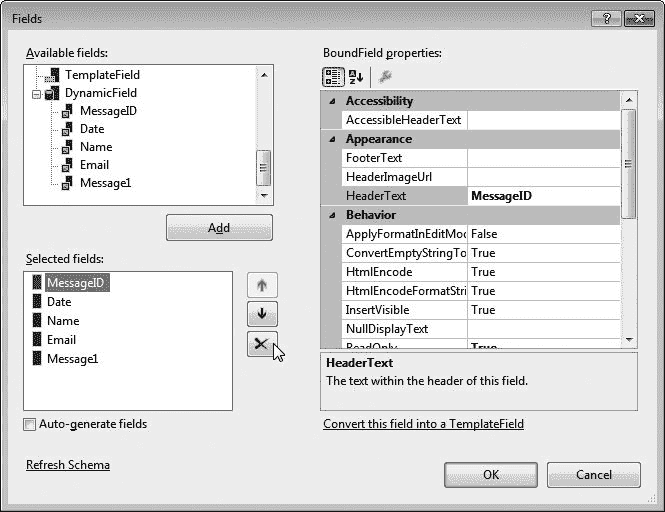 Fields
Available fields:
TemplateField
DynamicField
MessageID
Date
Name
Email
Message1
Add
Selected fields:
MessageID
Date
Name
Email
Message1
Auto-generate fields
Refresh Schema
BoundField properties:
Accessibility
AccessibleHeaderText
Appearance
FooterText
HeaderImageUrl
HeaderText MessageID
Behavior
ApplyFormatInEditMod False
ConvertEmptyStringTo True
HtmlEncode True
HtmlEncodeFormatStri True
InsertVisible True
NullDisplayText
ReadOnly True
HeaderText
The text within the header of this field.
Convert this field into a TemplateField
OK Cancel